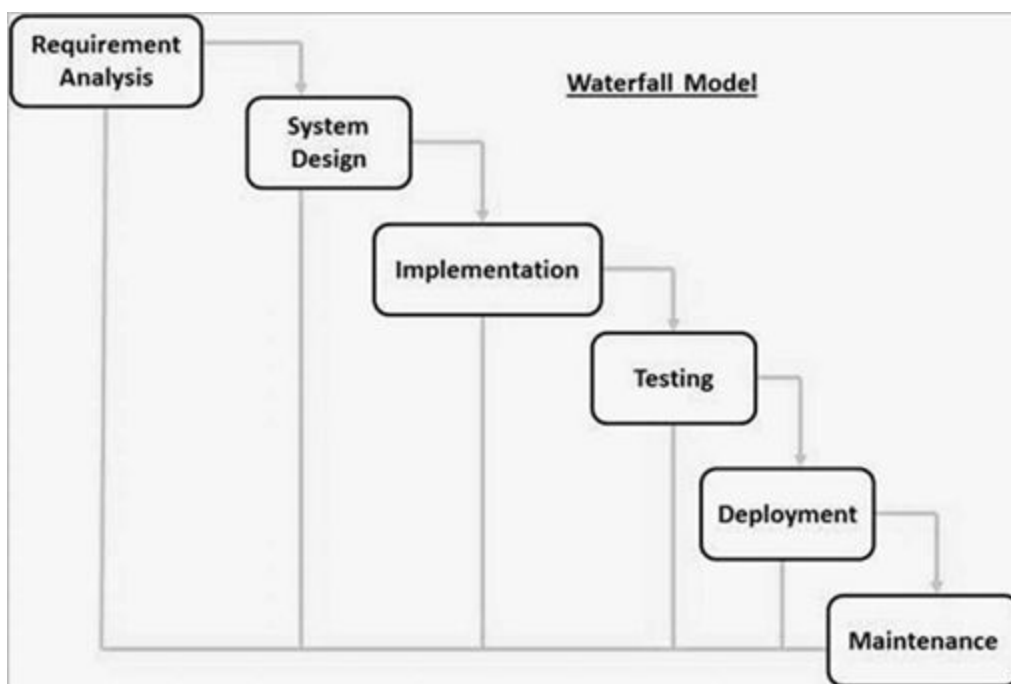 Requirement
Analysis
Waterfall Model
System
Design
Implementation
Testing
Deployment
Maintenance